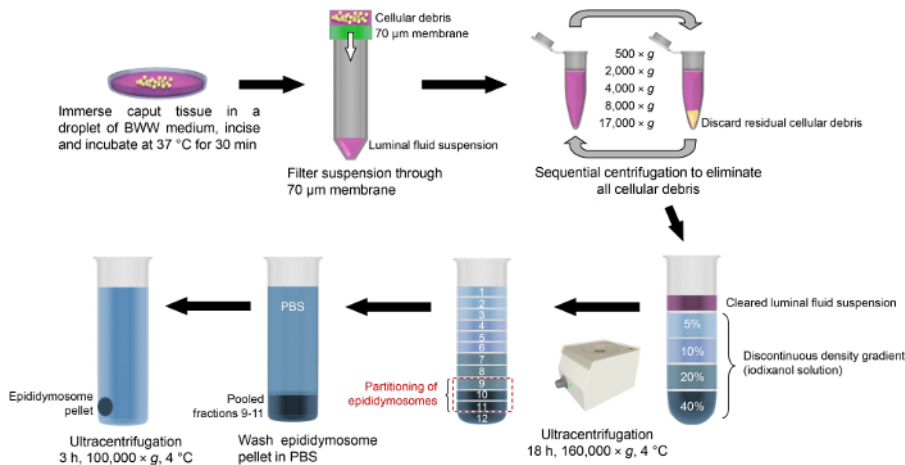 Immerse caput tissue in a
droplet of BWW medium, incise
and incubate at 37 °C for 30 min
Cellular debris
70 µm membrane
Luminal fluid suspension
Filter suspension through
70 µm membrane
500 × g
2,000 × g
4,000 × g
8,000 × g
17,000 × g
Discard residual cellular debris
Sequential centrifugation to eliminate
all cellular debris
Cleared luminal fluid suspension
5%
10%
20%
40%
Discontinuous density gradient
(iodixanol solution)
Ultracentrifugation
18 h, 160,000 × g, 4 °C
1
2
3
4
5
6
7
8
9
10
11
12
Partitioning of
epididymosomes
PBS
Pooled
fractions 9-11
Wash epididymosome
pellet in PBS
Epididymosome
pellet
Ultracentrifugation
3 h, 100,000 × g, 4 °C